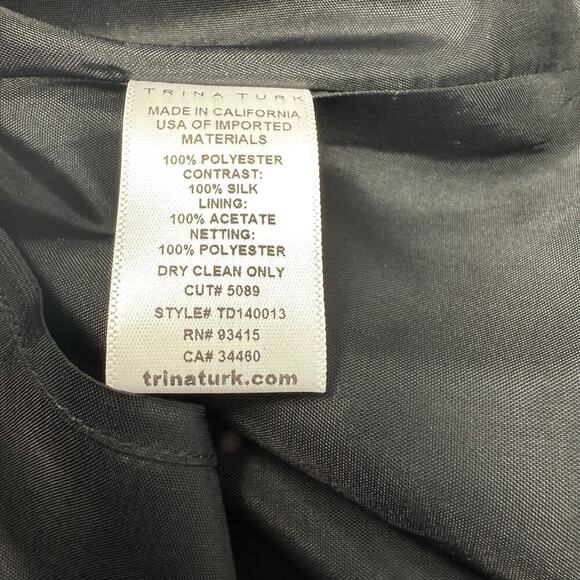 TRINA TURK
MADE IN CALIFORNIA
USA OF IMPORTED
MATERIALS
100% POLYESTER
CONTRAST:
100% SILK
LINING:
100% ACETATE
NETTING:
100% POLYESTER
DRY CLEAN ONLY
CUT# 5089
STYLE# TD140013
RN# 93415
CA# 34460
trinaturk.com